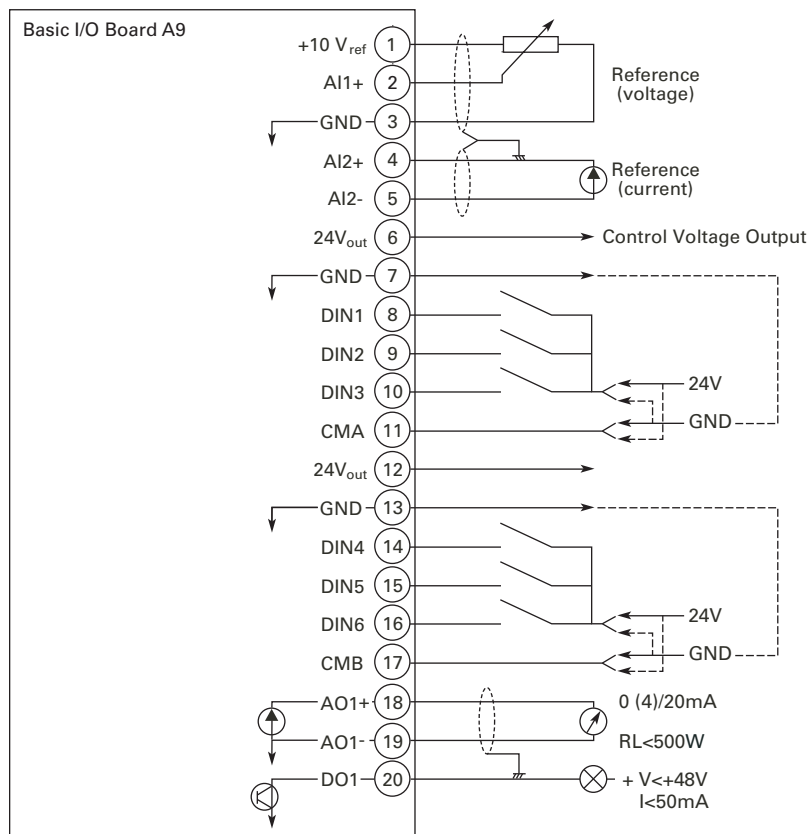 Basic I/O Board A9
+10 Vref 1
AI1+ 2
Reference
(voltage)
GND 3
AI2+ 4
Reference
(current)
AI2- 5
24Vout 6 Control Voltage Output
GND 7
DIN1 8
DIN2 9
DIN3 10
24V
CMA 11
GND
24Vout 12
GND 13
DIN4 14
DIN5 15
DIN6 16
24V
CMB 17
GND
AO1+ 18 0 (4)/20mA
AO1- 19 RL<500W
DO1 20 + V<+48V
I<50mA